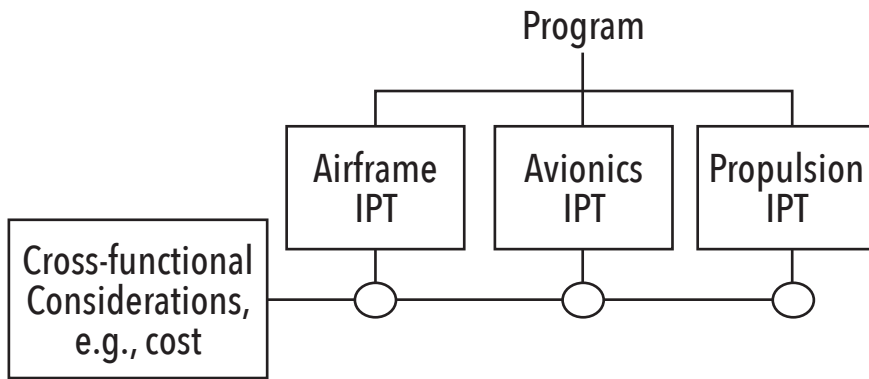 Program
Airframe
IPT
Avionics
IPT
Propulsion
IPT
Cross-functional
Considerations,
e.g., cost